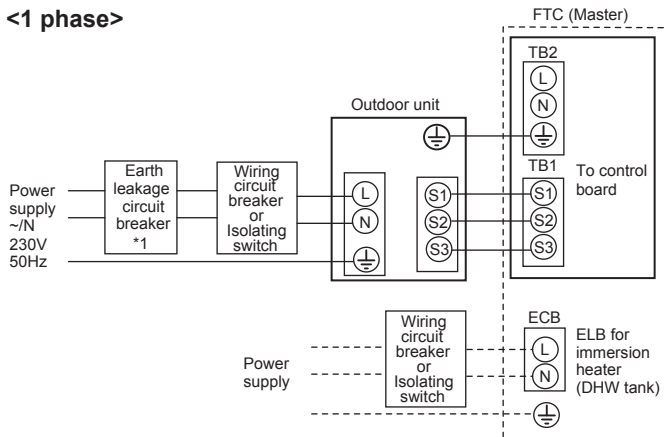 <1 phase>
FTC (Master)
TB2
L
N
Outdoor unit
TB1
To control
board
Power
supply
~/N
230V
50Hz
Earth
leakage
circuit
breaker
*1
Wiring
circuit
breaker
or
Isolating
switch
L
N
S1
S2
S3
S1
S2
S3
Power
supply
Wiring
circuit
breaker
or
Isolating
switch
ECB
L
N
ELB for
immersion
heater
(DHW tank)